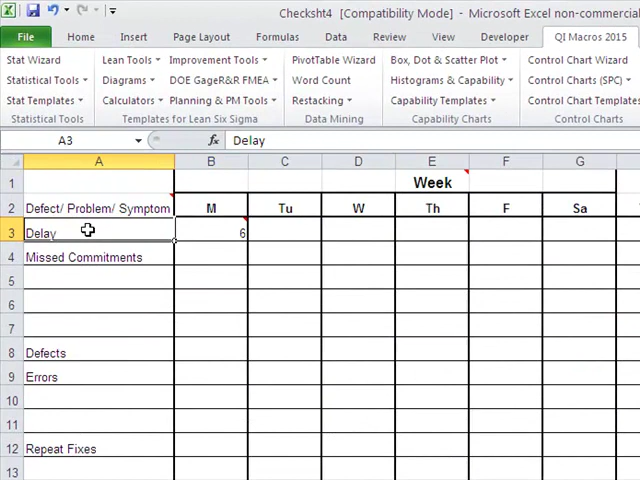 Checksht4 [Compatibility Mode] - Microsoft Excel non-commercial
File Home Insert Page Layout Formulas Data Review View Developer QI Macros 2015
Stat Wizard Lean Tools Improvement Tools PivotTable Wizard Box, Dot & Scatter Plot Control Chart Wizard
Statistical Tools Diagrams DOE GageR&R FMEA Word Count Histograms & Capability Control Charts (SPC)
Stat Templates Calculators Planning & PM Tools Restacking Capability Templates Control Chart Templates
Statistical Tools Templates for Lean Six Sigma Data Mining Capability Charts Control Charts
A3 fx Delay
A B C D E F G
1 Week
2 Defect/ Problem/ Symptom M Tu W Th F Sa
3 Delay 6
4 Missed Commitments
5
6
7
8 Defects
9 Errors
10
11
12 Repeat Fixes
13